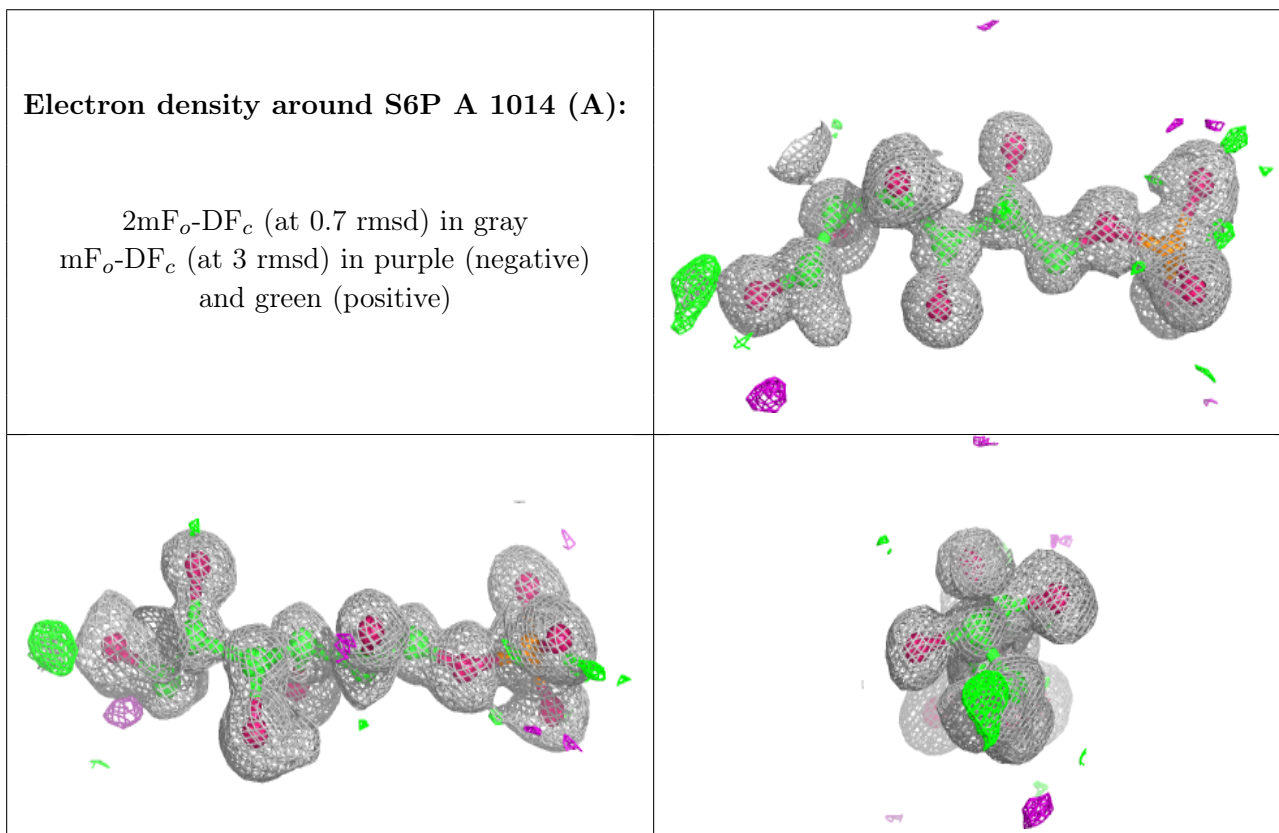 Electron density around S6P A 1014 (A):
2mFo-DFc (at 0.7 rmsd) in gray
mFo-DFc (at 3 rmsd) in purple (negative)
and green (positive)